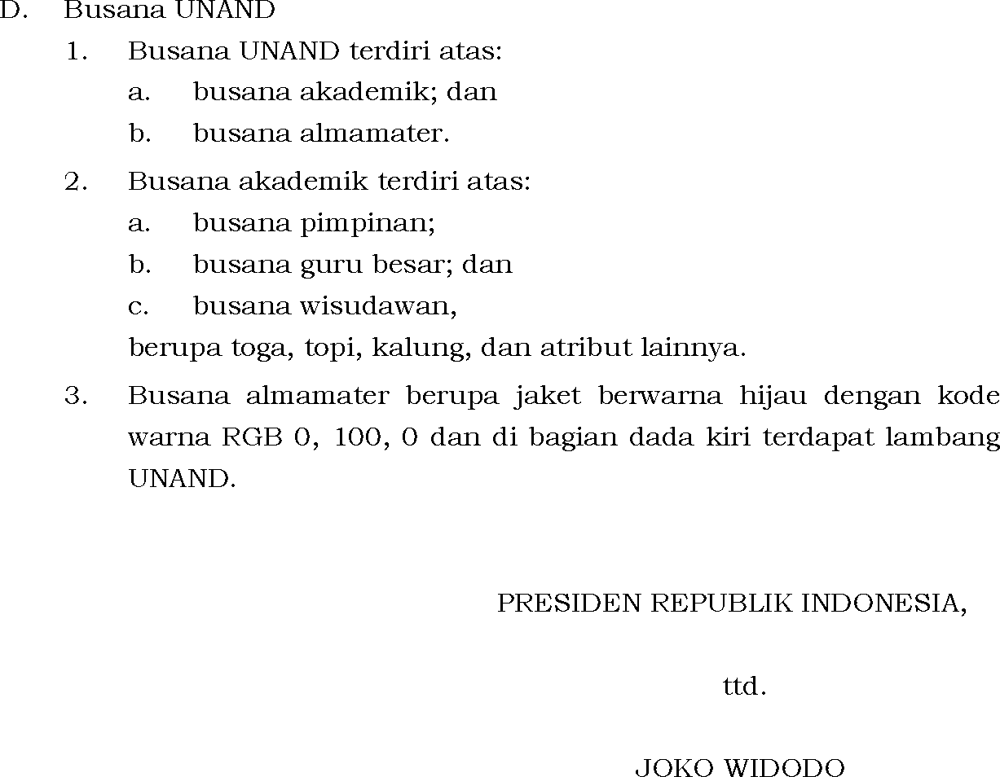 D. Busana UNAND
1. Busana UNAND terdiri atas:
a. busana akademik; dan
b. busana almamater.
2. Busana akademik terdiri atas:
a. busana pimpinan;
b. busana guru besar; dan
c. busana wisudawan,
berupa toga, topi, kalung, dan atribut lainnya.
3. Busana almamater berupa jaket berwarna hijau dengan kode
warna RGB 0, 100, 0 dan di bagian dada kiri terdapat lambang
UNAND.
PRESIDEN REPUBLIK INDONESIA,
ttd.
JOKO WIDODO